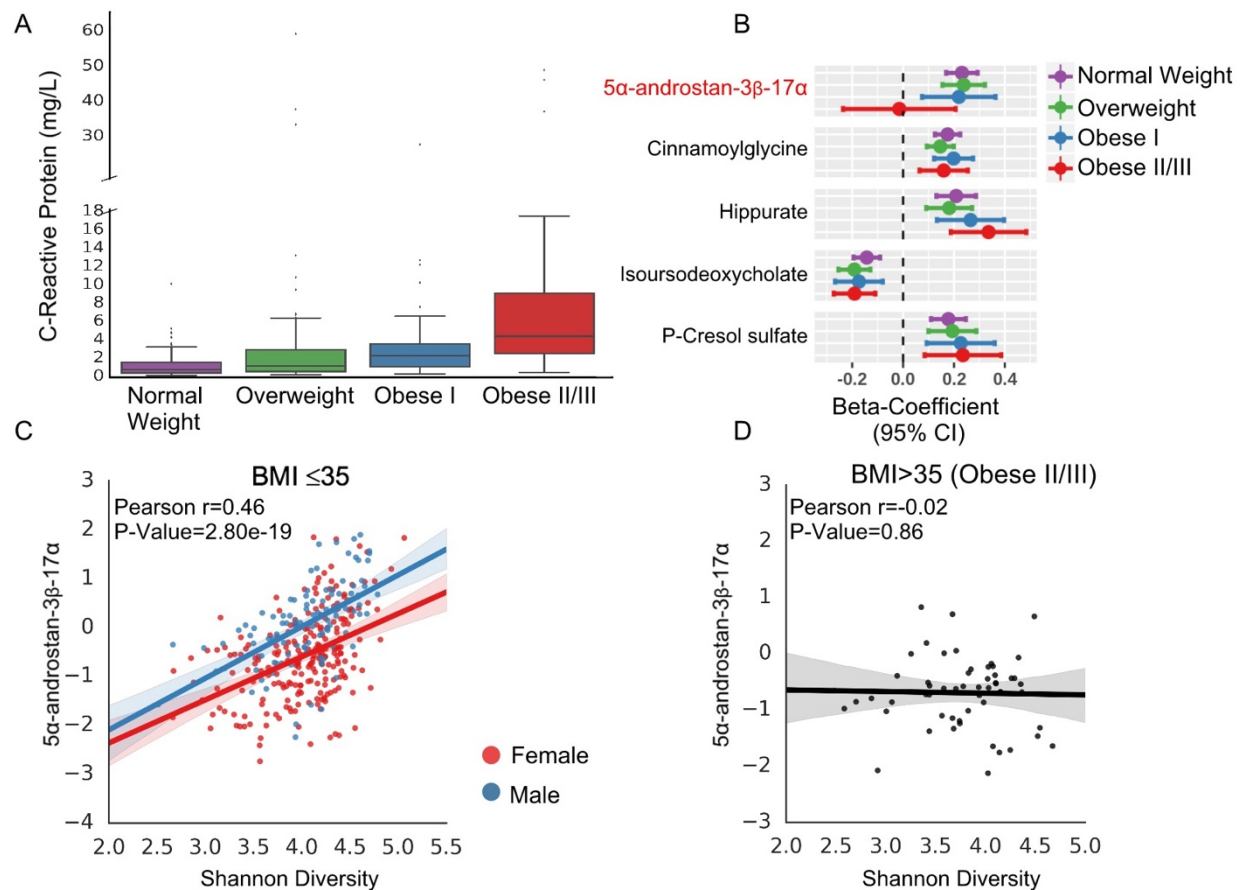 A
C-Reactive Protein (mg/L)
60
50
40
30
18
16
14
12
10
8
6
4
2
0
Normal
Weight
Overweight
Obese I
Obese II/III
B
5α-androstan-3β-17α
Cinnamoylglycine
Hippurate
Isoursodeoxycholate
P-Cresol sulfate
-0.2
0.0
0.2
0.4
Beta-Coefficient
(95% CI)
Normal Weight
Overweight
Obese I
Obese II/III
C
BMI ≤35
Pearson r=0.46
P-Value=2.80e-19
5α-androstan-3β-17α
3
2
1
0
−1
−2
−3
−4
2.0
2.5
3.0
3.5
4.0
4.5
5.0
5.5
Shannon Diversity
Female
Male
D
BMI>35 (Obese II/III)
Pearson r=-0.02
P-Value=0.86
5α-androstan-3β-17α
3
2
1
0
−1
−2
−3
2.0
2.5
3.0
3.5
4.0
4.5
5.0
Shannon Diversity